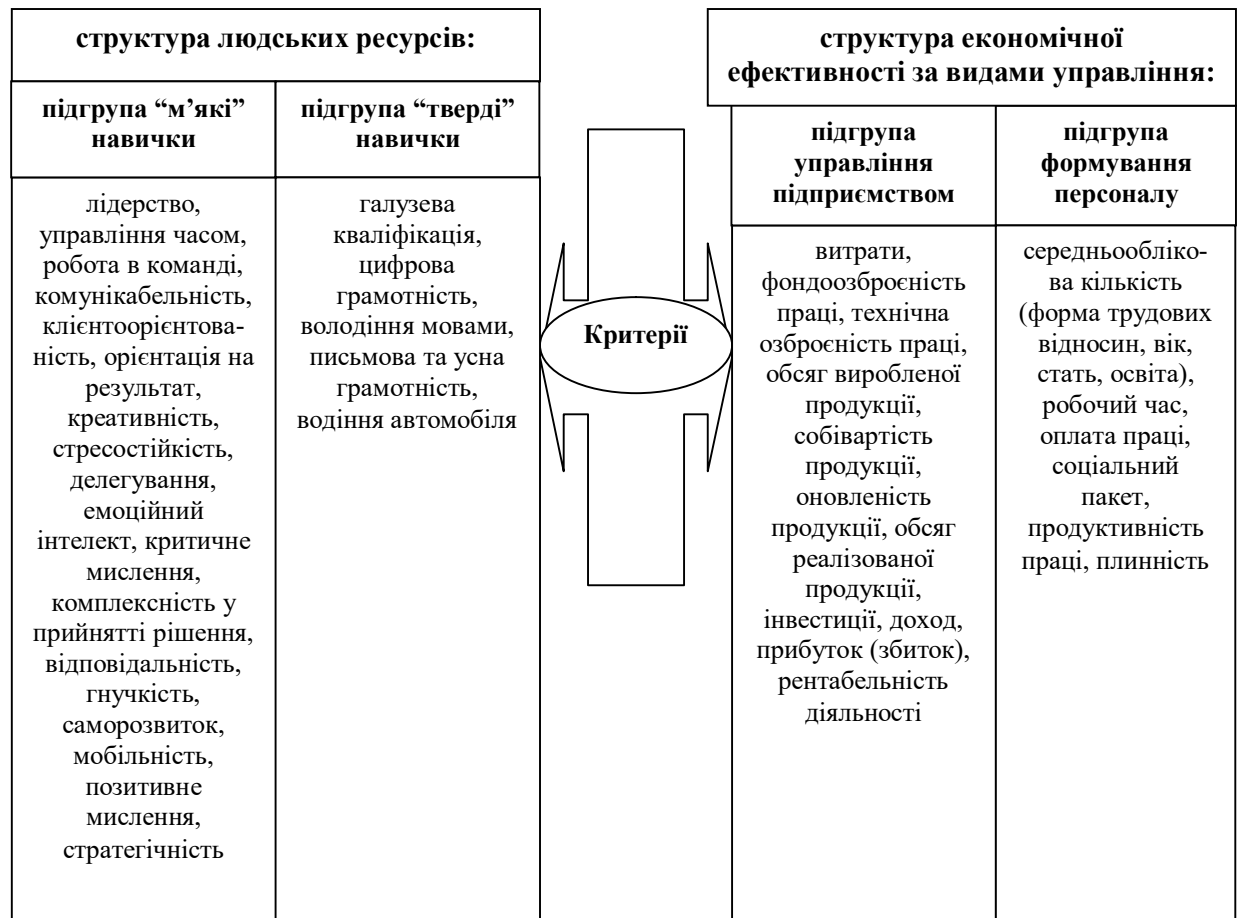 структура людських ресурсів:
підгрупа “м’які”
навички
підгрупа “тверді”
навички
лідерство,
управління часом,
робота в команді,
комунікабельність,
клієнтоорієнтова-
ність, орієнтація на
результат,
креативність,
стресостійкість,
делегування,
емоційний
інтелект, критичне
мислення,
комплексність у
прийнятті рішення,
відповідальність,
гнучкість,
саморозвиток,
мобільність,
позитивне
мислення,
стратегічність
галузева
кваліфікація,
цифрова
грамотність,
володіння мовами,
письмова та усна
грамотність,
водіння автомобіля
Критерії
структура економічної
ефективності за видами управління:
підгрупа
управління
підприємством
підгрупа
формування
персоналу
витрати,
фондоозброєність
праці, технічна
озброєність праці,
обсяг виробленої
продукції,
собівартість
продукції,
оновленість
продукції, обсяг
реалізованої
продукції,
інвестиції, доход,
прибуток (збиток),
рентабельність
діяльності
середньообліко-
ва кількість
(форма трудових
відносин, вік,
стать, освіта),
робочий час,
оплата праці,
соціальний
пакет,
продуктивність
праці, плинність